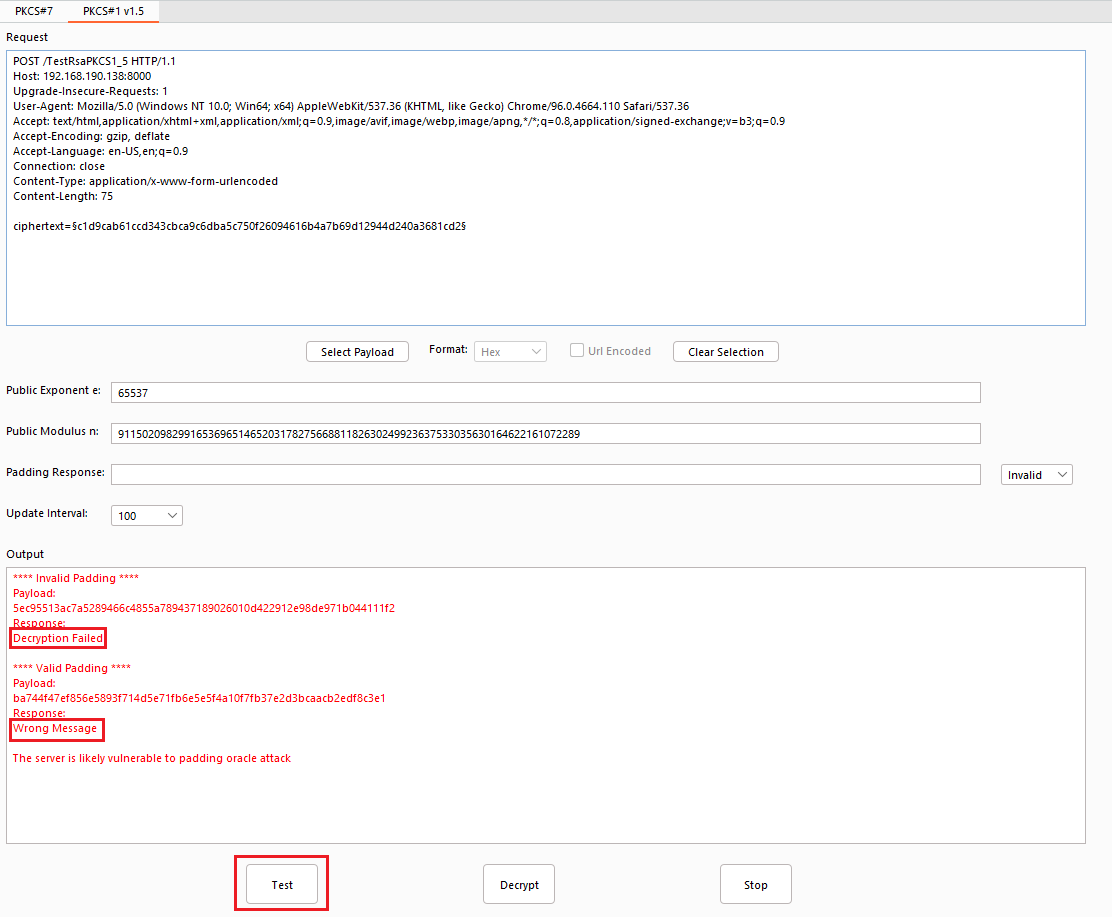 PKCS#7 PKCS#1 v1.5
Request
POST /TestRsaPKCS1_5 HTTP/1.1
Host: 192.168.190.138:8000
Upgrade-Insecure-Requests: 1
User-Agent: Mozilla/5.0 (Windows NT 10.0; Win64; x64) AppleWebKit/537.36 (KHTML, like Gecko) Chrome/96.0.4664.110 Safari/537.36
Accept: text/html,application/xhtml+xml,application/xml;q=0.9,image/avif,image/webp,image/apng,*/*;q=0.8,application/signed-exchange;v=b3;q=0.9
Accept-Encoding: gzip, deflate
Accept-Language: en-US,en;q=0.9
Connection: close
Content-Type: application/x-www-form-urlencoded
Content-Length: 75
ciphertext=§c1d9cab61ccd343cbca9c6dba5c750f26094616b4a7b69d12944d240a3681cd2§
Select Payload Format: Hex Url Encoded Clear Selection
Public Exponent e: 65537
Public Modulus n: 91150209829916536965146520317827566881182630249923637533035630164622161072289
Padding Response: Invalid
Update Interval: 100
Output
**** Invalid Padding ****
Payload:
5ec95513ac7a5289466c4855a789437189026010d422912e98de971b044111f2
Response:
Decryption Failed
**** Valid Padding ****
Payload:
ba744f47ef856e5893f714d5e71fb6e5e5f4a10f7fb37e2d3bcaacb2edf8c3e1
Response:
Wrong Message
The server is likely vulnerable to padding oracle attack
Test Decrypt Stop